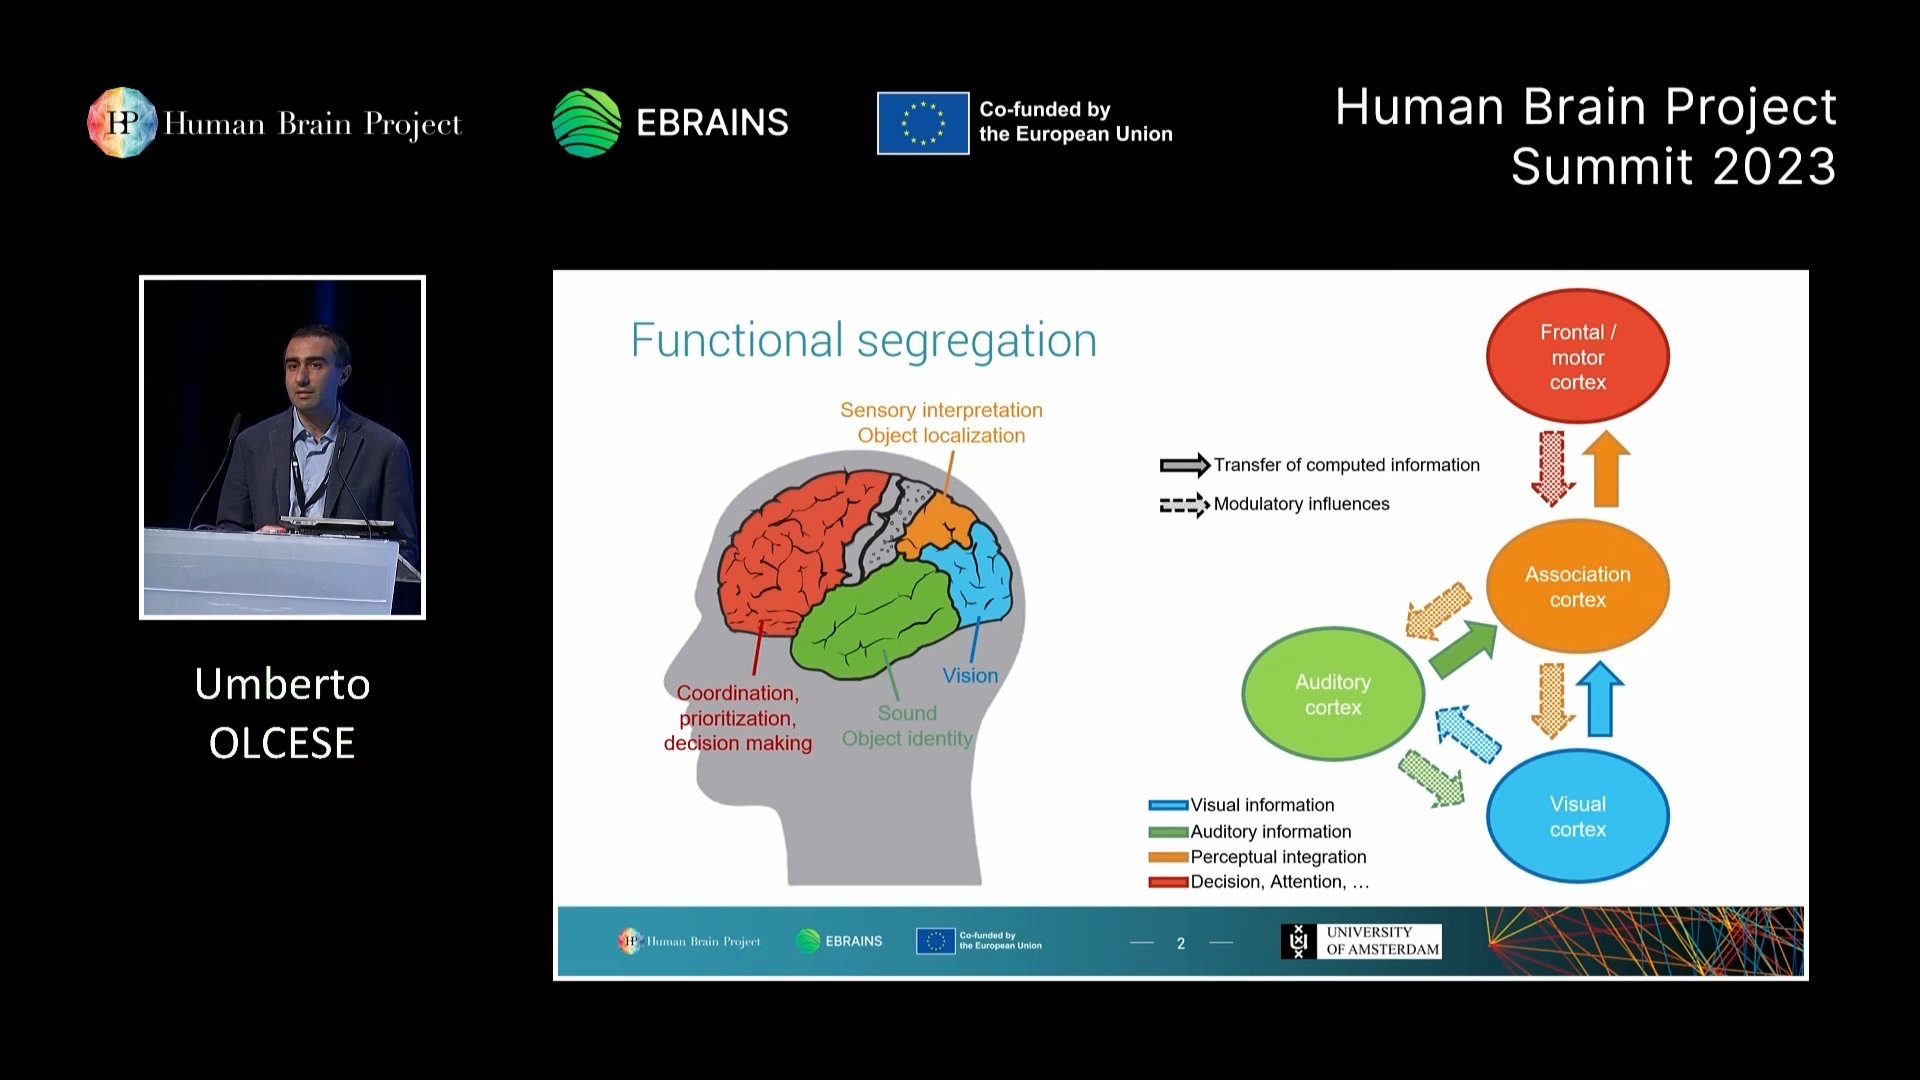 HP Human Brain Project
EBRAINS
Co-funded by
the European Union
Human Brain Project
Summit 2023
Umberto
OLCESE
Functional segregation
Sensory interpretation
Object localization
Coordination,
prioritization,
decision making
Sound
Object identity
Vision
Transfer of computed information
Modulatory influences
Frontal /
motor
cortex
Association
cortex
Auditory
cortex
Visual
cortex
Visual information
Auditory information
Perceptual integration
Decision, Attention, …
HP Human Brain Project
EBRAINS
Co-funded by
the European Union
2
UNIVERSITY
OF AMSTERDAM